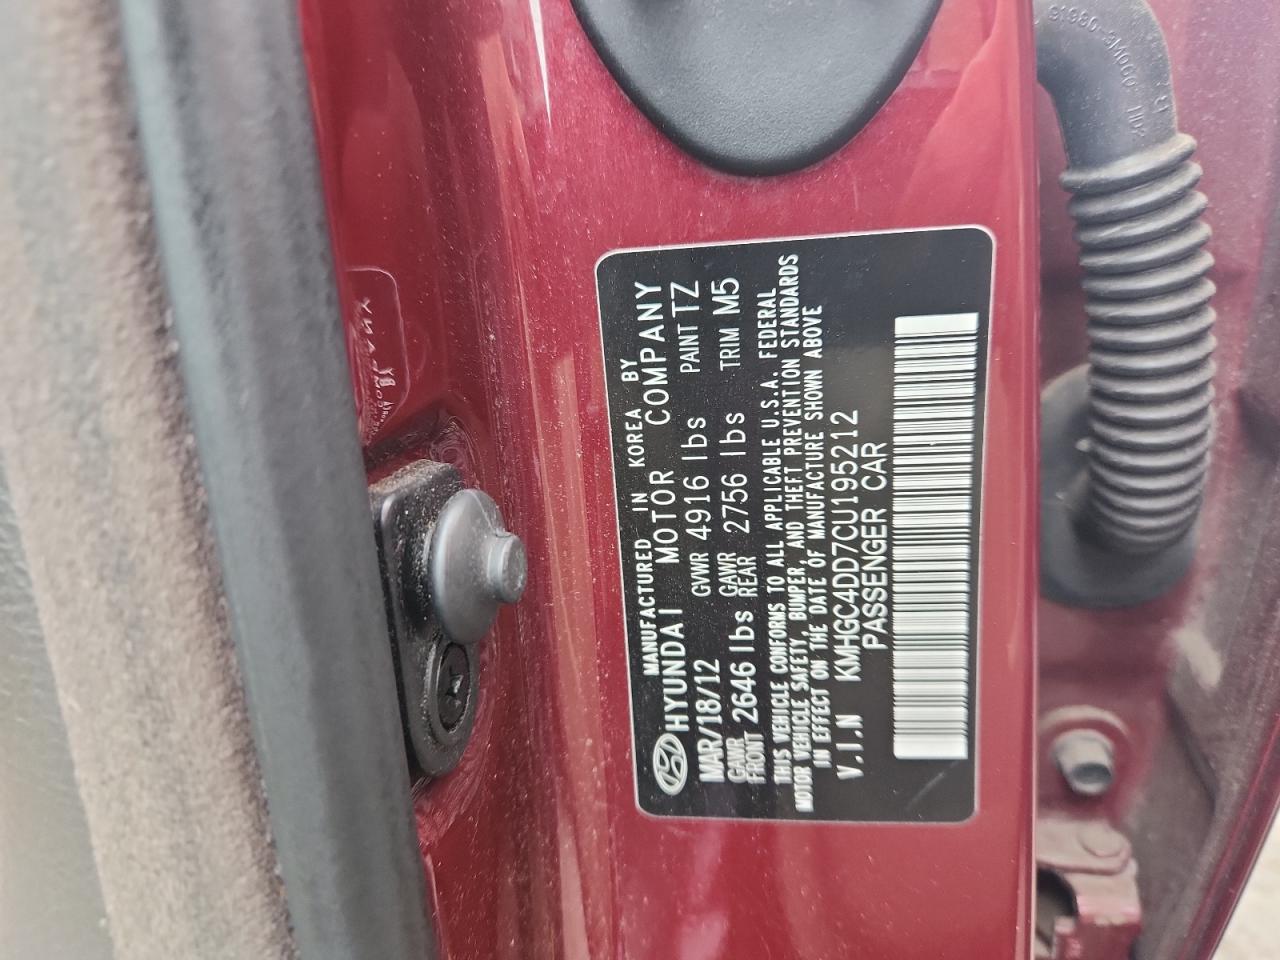 MANUFACTURED IN KOREA BY
HYUNDAI MOTOR COMPANY
MAR/18/12 GVWR 4916 lbs PAINT TZ
GAWR FRONT 2646 lbs GAWR REAR 2756 lbs TRIM M5
THIS VEHICLE CONFORMS TO ALL APPLICABLE U.S.A. FEDERAL
MOTOR VEHICLE SAFETY, BUMPER, AND THEFT PREVENTION STANDARDS
IN EFFECT ON THE DATE OF MANUFACTURE SHOWN ABOVE
V.I.N KMHGC4DD7CU195212
PASSENGER CAR
91980-3M000